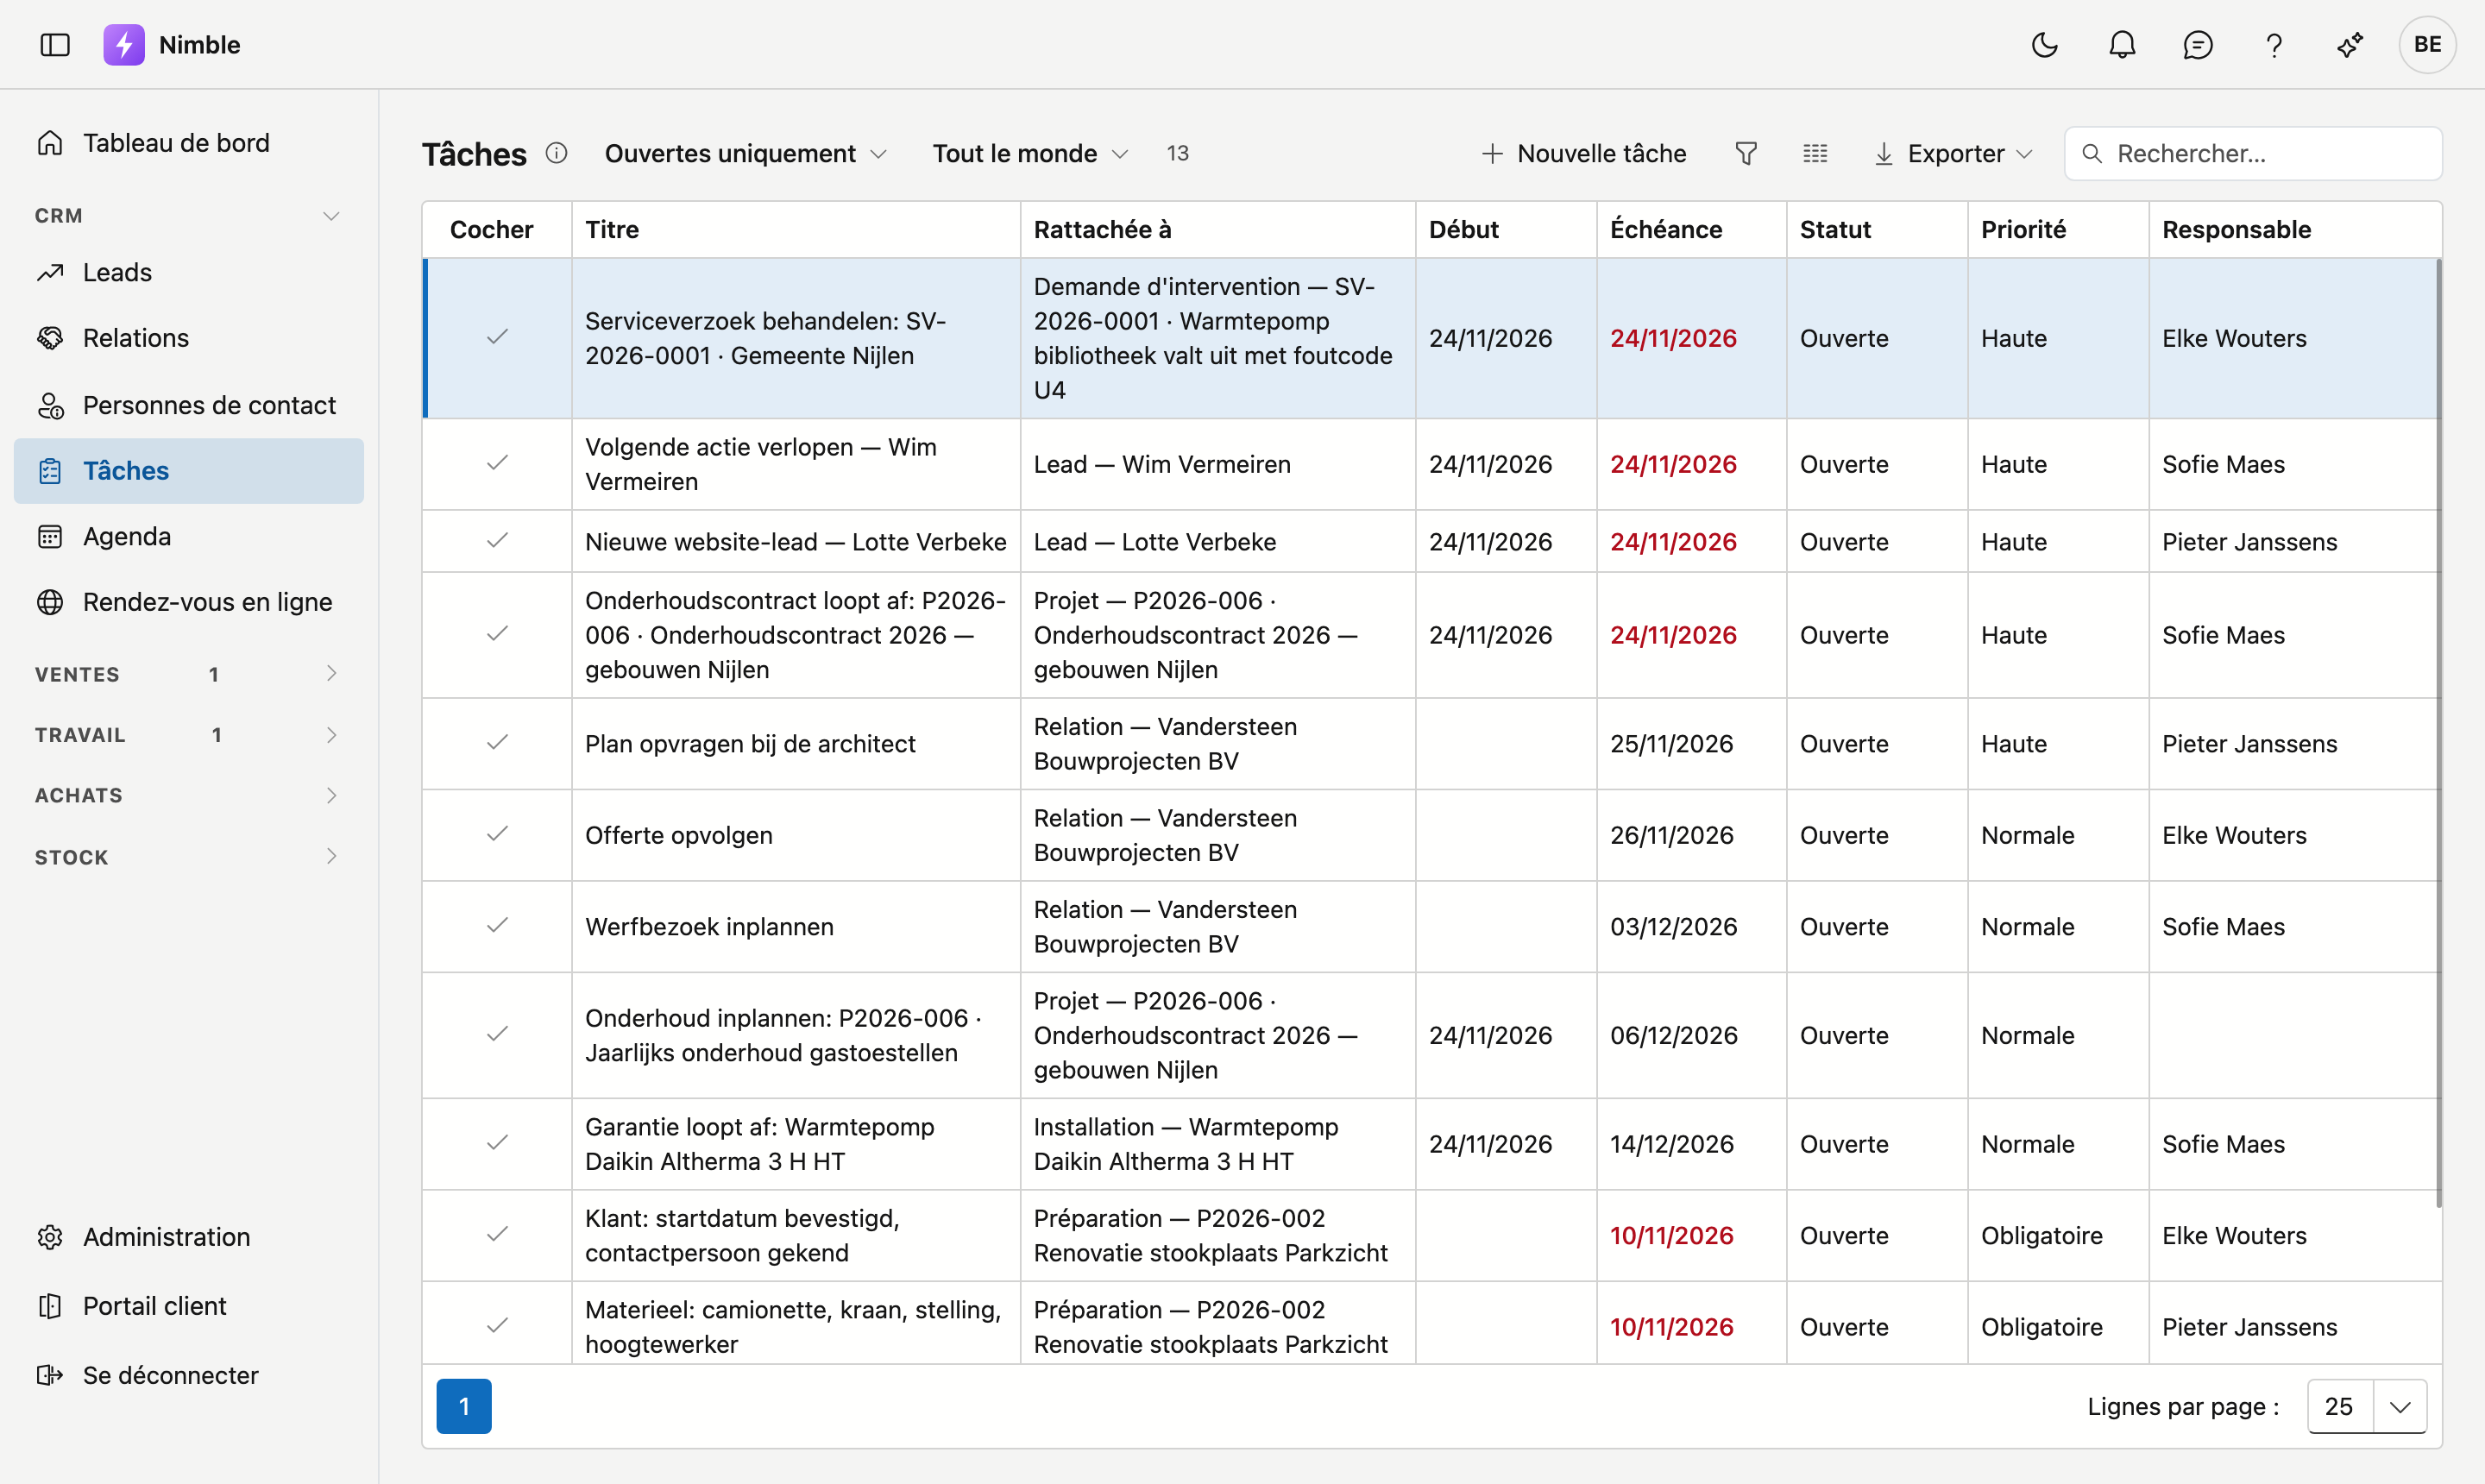 Nimble
BE
Tableau de bord
CRM
Leads
Relations
Personnes de contact
Tâches
Agenda
Rendez-vous en ligne
VENTES 1
TRAVAIL 1
ACHATS
STOCK
Administration
Portail client
Se déconnecter
Tâches Ouvertes uniquement Tout le monde 13 Nouvelle tâche Exporter Rechercher...
Cocher Titre Rattachée à Début Échéance Statut Priorité Responsable
Serviceverzoek behandelen: SV-
2026-0001 · Gemeente Nijlen
Demande d'intervention — SV-
2026-0001 · Warmtepomp
bibliotheek valt uit met foutcode
U4
24/11/2026 24/11/2026 Ouverte Haute Elke Wouters
Volgende actie verlopen — Wim
Vermeiren
Lead — Wim Vermeiren 24/11/2026 24/11/2026 Ouverte Haute Sofie Maes
Nieuwe website-lead — Lotte Verbeke Lead — Lotte Verbeke 24/11/2026 24/11/2026 Ouverte Haute Pieter Janssens
Onderhoudscontract loopt af: P2026-
006 · Onderhoudscontract 2026 —
gebouwen Nijlen
Projet — P2026-006 ·
Onderhoudscontract 2026 —
gebouwen Nijlen
24/11/2026 24/11/2026 Ouverte Haute Sofie Maes
Plan opvragen bij de architect
Relation — Vandersteen
Bouwprojecten BV
25/11/2026 Ouverte Haute Pieter Janssens
Offerte opvolgen
Relation — Vandersteen
Bouwprojecten BV
26/11/2026 Ouverte Normale Elke Wouters
Werfbezoek inplannen
Relation — Vandersteen
Bouwprojecten BV
03/12/2026 Ouverte Normale Sofie Maes
Onderhoud inplannen: P2026-006 ·
Jaarlijks onderhoud gastoestellen
Projet — P2026-006 ·
Onderhoudscontract 2026 —
gebouwen Nijlen
24/11/2026 06/12/2026 Ouverte Normale
Garantie loopt af: Warmtepomp
Daikin Altherma 3 H HT
Installation — Warmtepomp
Daikin Altherma 3 H HT
24/11/2026 14/12/2026 Ouverte Normale Sofie Maes
Klant: startdatum bevestigd,
contactpersoon gekend
Préparation — P2026-002
Renovatie stookplaats Parkzicht
10/11/2026 Ouverte Obligatoire Elke Wouters
Materieel: camionette, kraan, stelling,
hoogtewerker
Préparation — P2026-002
Renovatie stookplaats Parkzicht
10/11/2026 Ouverte Obligatoire Pieter Janssens
1 Lignes par page : 25